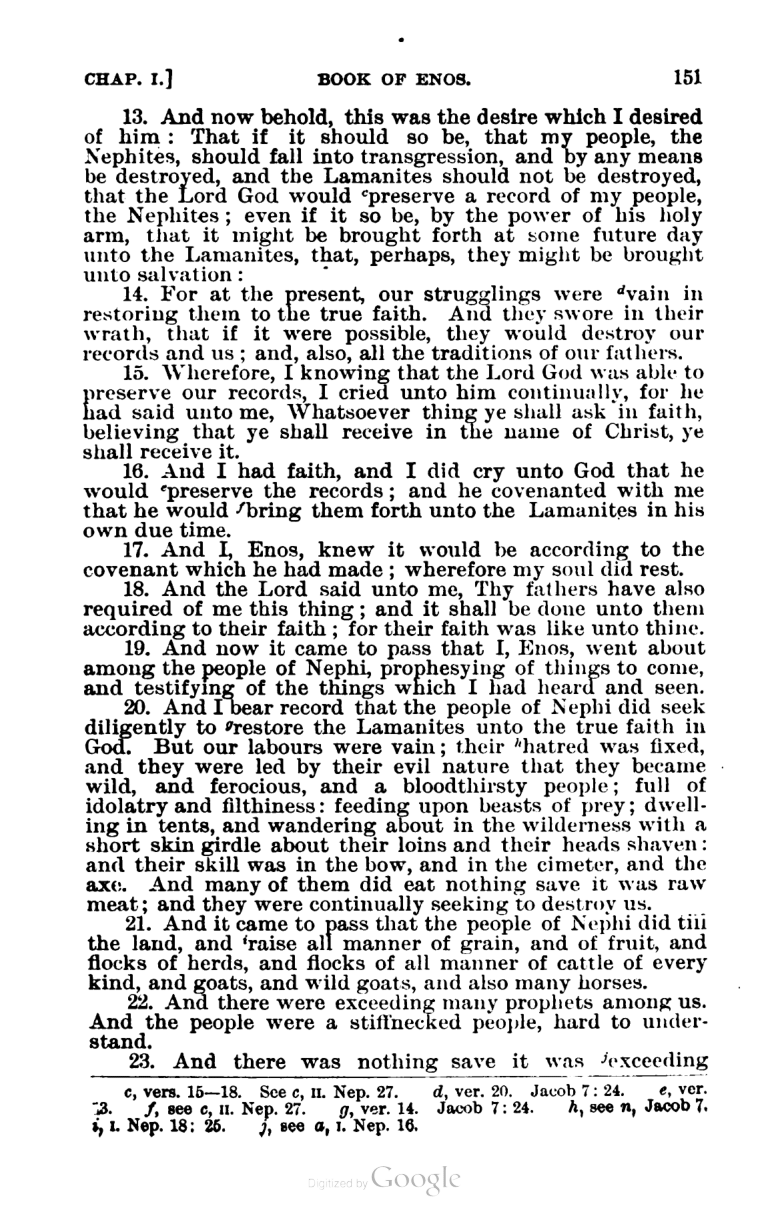 CHAP. I.] BOOK OF ENOS. 151
13. And now behold, this was the desire which I desired
of him : That if it should so be, that my people, the
Nephites, should fall into transgression, and by any means
be destroyed, and the Lamanites should not be destroyed,
that the Lord God would ᶜpreserve a record of my people,
the Nephites ; even if it so be, by the power of his holy
arm, that it might be brought forth at some future day
unto the Lamanites, that, perhaps, they might be brought
unto salvation :
14. For at the present, our strugglings were ᵈvain in
restoring them to the true faith. And they swore in their
wrath, that if it were possible, they would destroy our
records and us ; and, also, all the traditions of our fathers.
15. Wherefore, I knowing that the Lord God was able to
preserve our records, I cried unto him continually, for he
had said unto me, Whatsoever thing ye shall ask in faith,
believing that ye shall receive in the name of Christ, ye
shall receive it.
16. And I had faith, and I did cry unto God that he
would ᵉpreserve the records ; and he covenanted with me
that he would ᶠbring them forth unto the Lamanites in his
own due time.
17. And I, Enos, knew it would be according to the
covenant which he had made ; wherefore my soul did rest.
18. And the Lord said unto me, Thy fathers have also
required of me this thing ; and it shall be done unto them
according to their faith ; for their faith was like unto thine.
19. And now it came to pass that I, Enos, went about
among the people of Nephi, prophesying of things to come,
and testifying of the things which I had heard and seen.
20. And I bear record that the people of Nephi did seek
diligently to ᵍrestore the Lamanites unto the true faith in
God. But our labours were vain ; their ʰhatred was fixed,
and they were led by their evil nature that they became
wild, and ferocious, and a bloodthirsty people ; full of
idolatry and filthiness : feeding upon beasts of prey ; dwell-
ing in tents, and wandering about in the wilderness with a
short skin girdle about their loins and their heads shaven :
and their skill was in the bow, and in the cimeter, and the
axe. And many of them did eat nothing save it was raw
meat ; and they were continually seeking to destroy us.
21. And it came to pass that the people of Nephi did till
the land, and ⁱraise all manner of grain, and of fruit, and
flocks of herds, and flocks of all manner of cattle of every
kind, and goats, and wild goats, and also many horses.
22. And there were exceeding many prophets among us.
And the people were a stiffnecked people, hard to under-
stand.
23. And there was nothing save it was ʲexceeding
c, vers. 15—18. See c, II. Nep. 27. d, ver. 20. Jacob 7 : 24. e, ver.
13. f, see c, II. Nep. 27. g, ver. 14. Jacob 7 : 24. h, see n, Jacob 7.
i, I. Nep. 18 : 25. j, see a, I. Nep. 16.
Digitized by Google